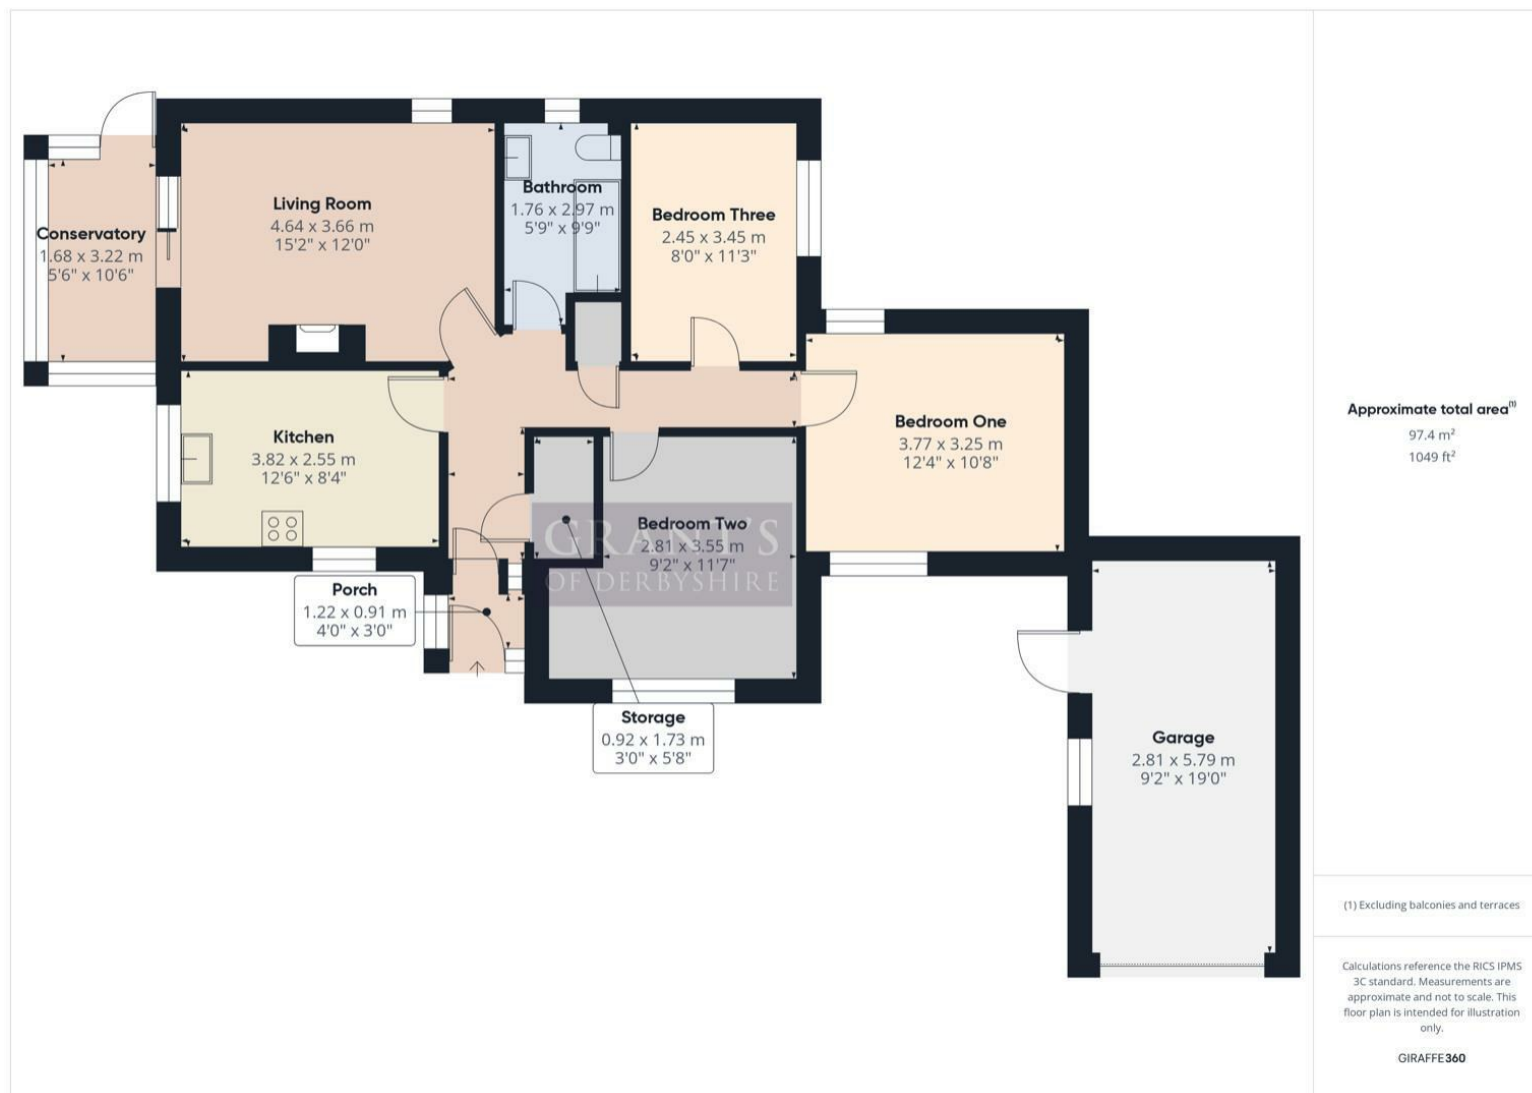 Living Room
4.64 x 3.66 m
15'2" x 12'0"
Bathroom
1.76 x 2.97 m
5'9" x 9'9"
Bedroom Three
2.45 x 3.45 m
8'0" x 11'3"
Conservatory
1.68 x 3.22 m
5'6" x 10'6"
Kitchen
3.82 x 2.55 m
12'6" x 8'4"
Bedroom One
3.77 x 3.25 m
12'4" x 10'8"
Bedroom Two
2.81 x 3.55 m
9'2" x 11'7"
GRANT'S
OF DERBYSHIRE
Porch
1.22 x 0.91 m
4'0" x 3'0"
Storage
0.92 x 1.73 m
3'0" x 5'8"
Garage
2.81 x 5.79 m
9'2" x 19'0"
Approximate total area(1)
97.4 m²
1049 ft²
(1) Excluding balconies and terraces
Calculations reference the RICS IPMS
3C standard. Measurements are
approximate and not to scale. This
floor plan is intended for illustration
only.
GIRAFFE360